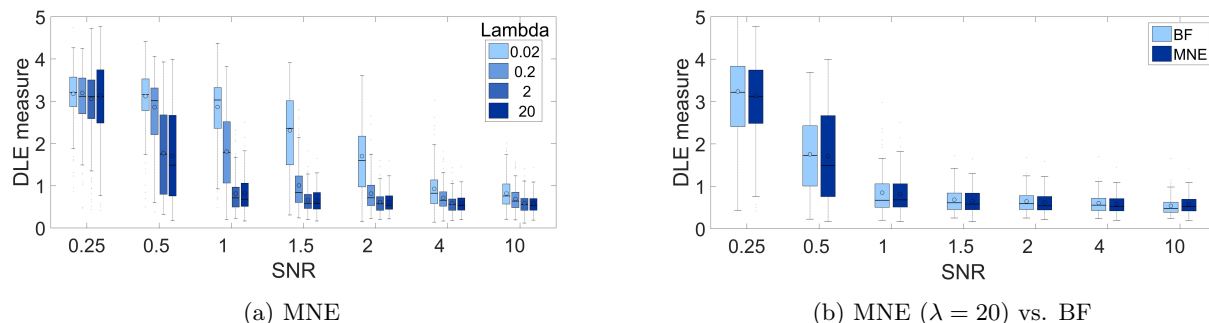 5
4
3
2
1
0
DLE measure
Lambda
0.02
0.2
2
20
0.25 0.5 1 1.5 2 4 10
SNR
(a) MNE
5
4
3
2
1
0
DLE measure
BF
MNE
0.25 0.5 1 1.5 2 4 10
SNR
(b) MNE (λ = 20) vs. BF